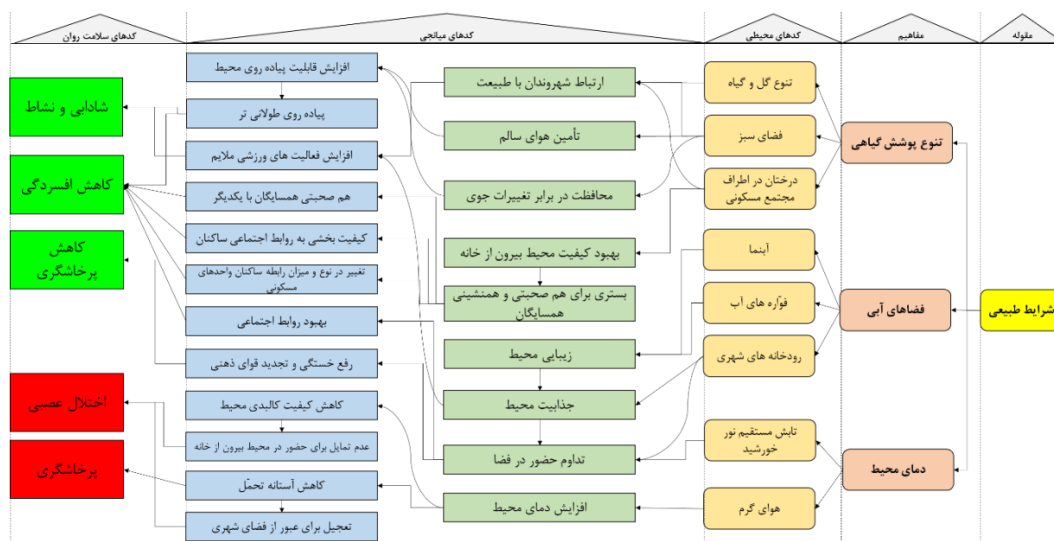 مقوله
مفاهیم
کدهای محیطی
کدهای میانجی
کدهای سلامت روان
شرایط طبیعی
تنوع پوشش گیاهی
فضاهای آبی
دمای محیط
تنوع گل و گیاه
فضای سبز
درختان در اطراف
مجتمع مسکونی
آبنما
فوّاره های آب
رودخانه های شهری
تابش مستقیم نور
خورشید
هوای گرم
ارتباط شهروندان با طبیعت
تأمین هوای سالم
محافظت در برابر تغییرات جوی
بهبود کیفیت محیط بیرون از خانه
بستری برای هم صحبتی و همنشینی
همسایگان
زیبایی محیط
جذابیت محیط
تداوم حضور در فضا
افزایش دمای محیط
افزایش قابلیت پیاده روی محیط
پیاده روی طولانی تر
افزایش فعالیت های ورزشی ملایم
هم صحبتی همسایگان با یکدیگر
کیفیت بخشی به روابط اجتماعی ساکنان
تغییر در نوع و میزان رابطه ساکنان واحدهای
مسکونی
بهبود روابط اجتماعی
رفع خستگی و تجدید قوای ذهنی
کاهش کیفیت کالبدی محیط
عدم تمایل برای حضور در محیط بیرون از خانه
کاهش آستانه تحمّل
تعجیل برای عبور از فضای شهری
شادابی و نشاط
کاهش افسردگی
کاهش
پرخاشگری
اختلال عصبی
پرخاشگری